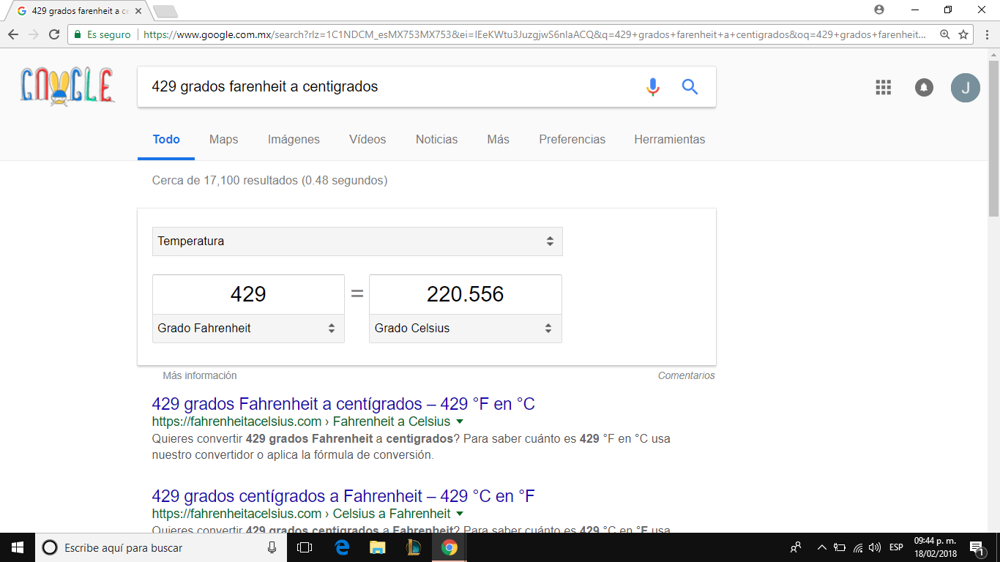 429 grados farenheit a ce
Es seguro
https://www.google.com.mx/search?rlz=1C1NDCM_esMX753MX753&ei=IEeKWtu3JuzgjwS6nIaACQ&q=429+grados+farenheit+a+centigrados&oq=429+grados+farenheit...
429 grados farenheit a centigrados
J
Todo Maps Imágenes Vídeos Noticias Más Preferencias Herramientas
Cerca de 17,100 resultados (0.48 segundos)
Temperatura
429 = 220.556
Grado Fahrenheit Grado Celsius
Más información Comentarios
429 grados Fahrenheit a centígrados – 429 °F en °C
https://fahrenheitacelsius.com › Fahrenheit a Celsius
Quieres convertir 429 grados Fahrenheit a centígrados? Para saber cuánto es 429 °F en °C usa
nuestro convertidor o aplica la fórmula de conversión.
429 grados centígrados a Fahrenheit – 429 °C en °F
https://fahrenheitacelsius.com › Celsius a Fahrenheit
Quieres convertir 429 grados centígrados a Fahrenheit? Para saber cuánto es 429 °C en °F usa
Escribe aquí para buscar
ESP
09:44 p. m.
18/02/2018
1